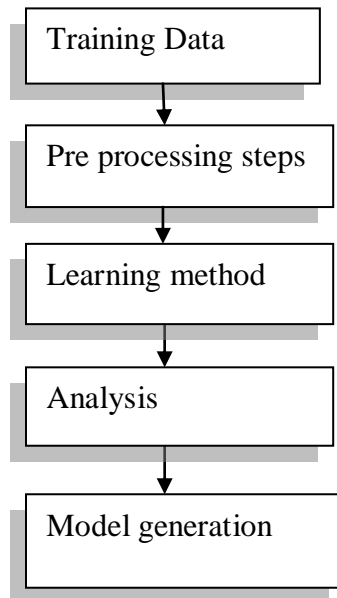 Training Data
Pre processing steps
Learning method
Analysis
Model generation